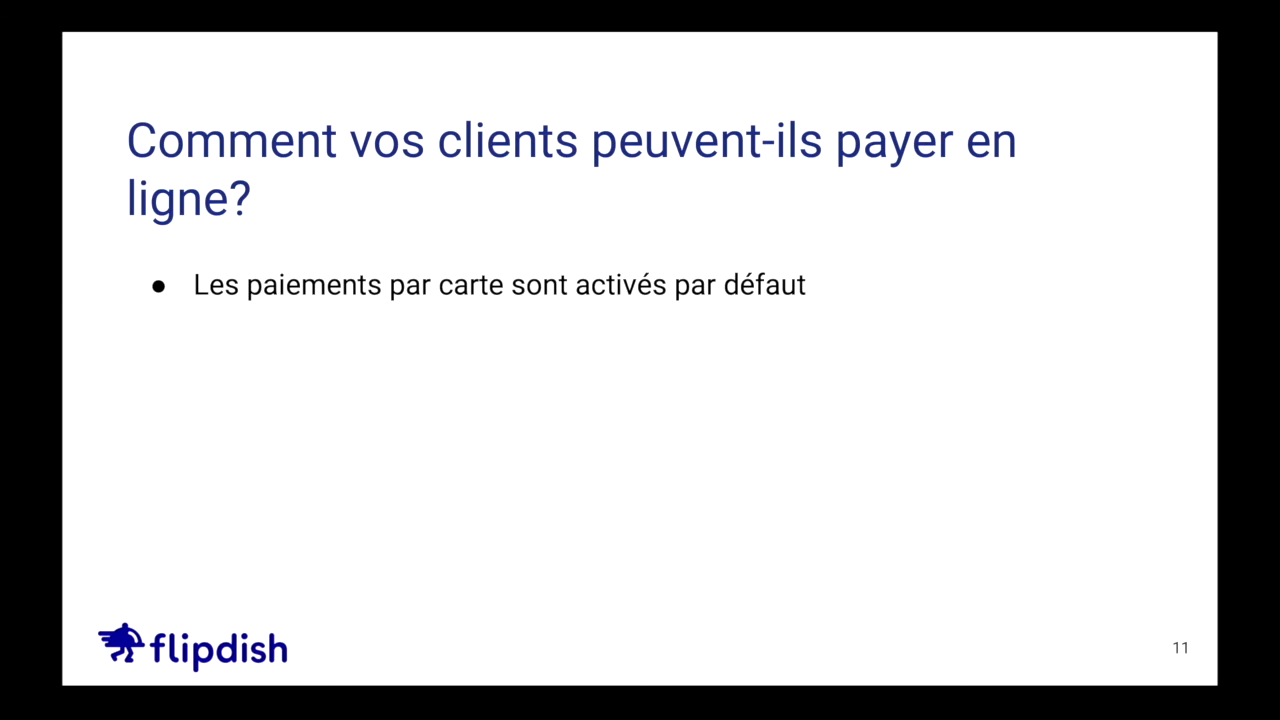 Comment vos clients peuvent-ils payer en
ligne?
● Les paiements par carte sont activés par défaut
flipdish
11